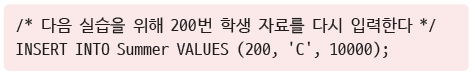 /* 다음 실습을 위해 200번 학생 자료를 다시 입력한다 */
INSERT INTO Summer VALUES (200, 'C', 10000);